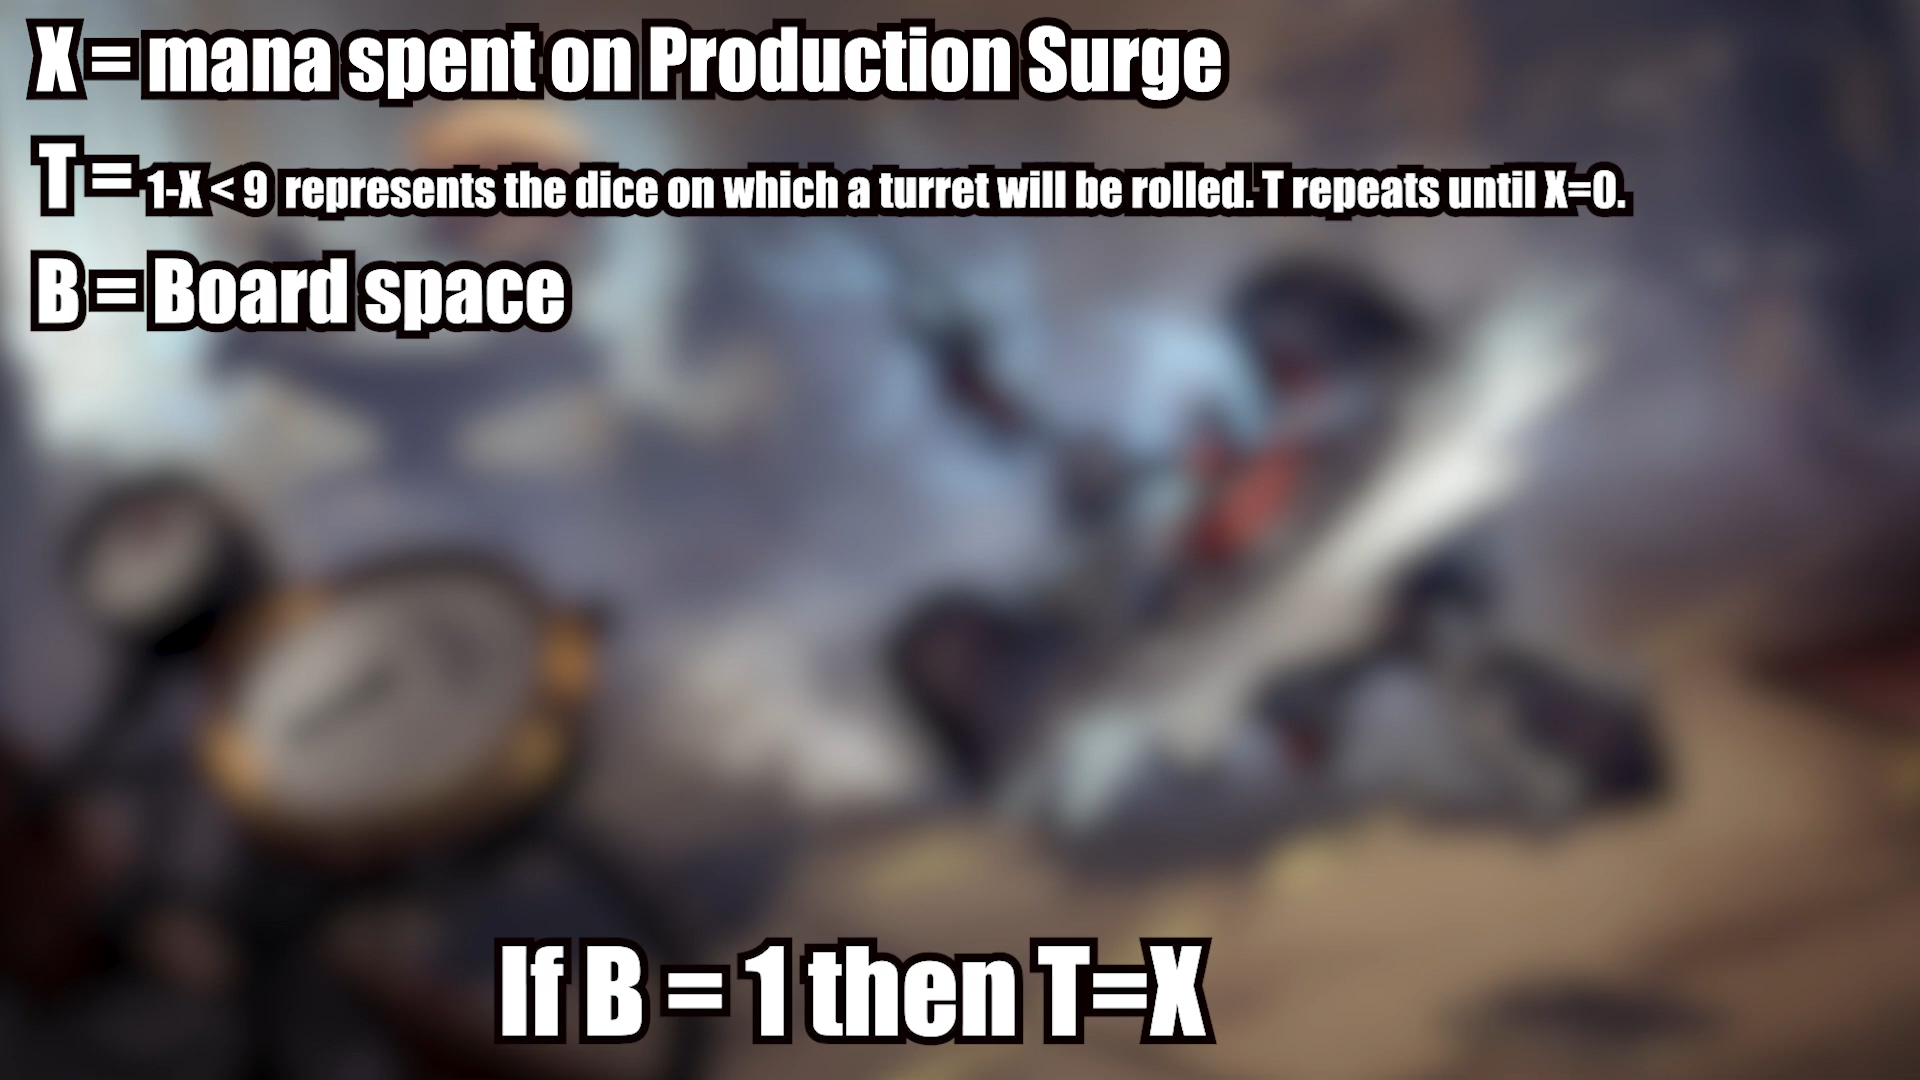 X = mana spent on Production Surge
T = 1-X < 9 represents the dice on which a turret will be rolled. T repeats until X=0.
B = Board space
If B = 1 then T=X